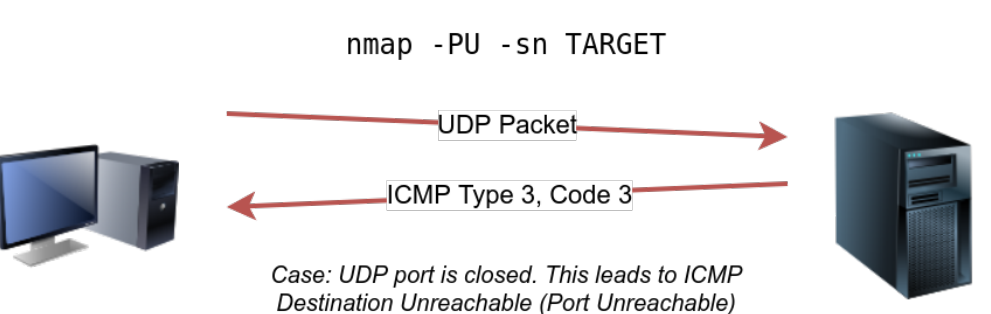 nmap -PU -sn TARGET
UDP Packet
ICMP Type 3, Code 3
Case: UDP port is closed. This leads to ICMP
Destination Unreachable (Port Unreachable)